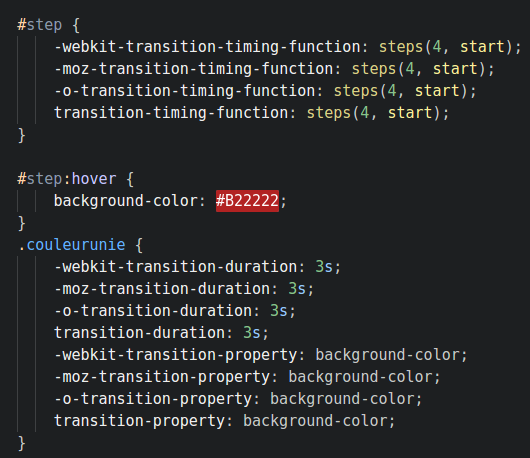 #step {
-webkit-transition-timing-function: steps(4, start);
-moz-transition-timing-function: steps(4, start);
-o-transition-timing-function: steps(4, start);
transition-timing-function: steps(4, start);
}
#step:hover {
background-color: #B22222;
}
.couleurunie {
-webkit-transition-duration: 3s;
-moz-transition-duration: 3s;
-o-transition-duration: 3s;
transition-duration: 3s;
-webkit-transition-property: background-color;
-moz-transition-property: background-color;
-o-transition-property: background-color;
transition-property: background-color;
}